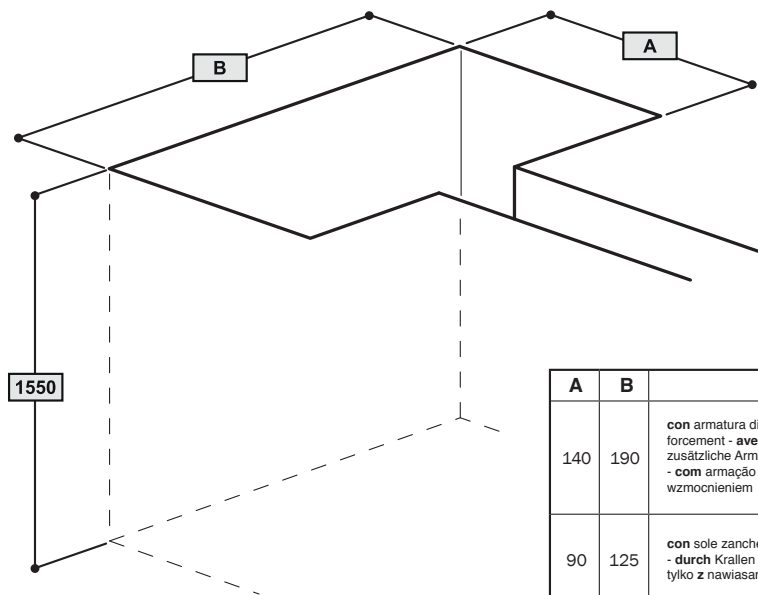 B
A
1550
A B
140 190
con armatura di
forcement - ave
zusätzliche Arm
- com armação
wzmocnieniem
90 125
con sole zanche
- durch Krallen
tylko z nawiasan